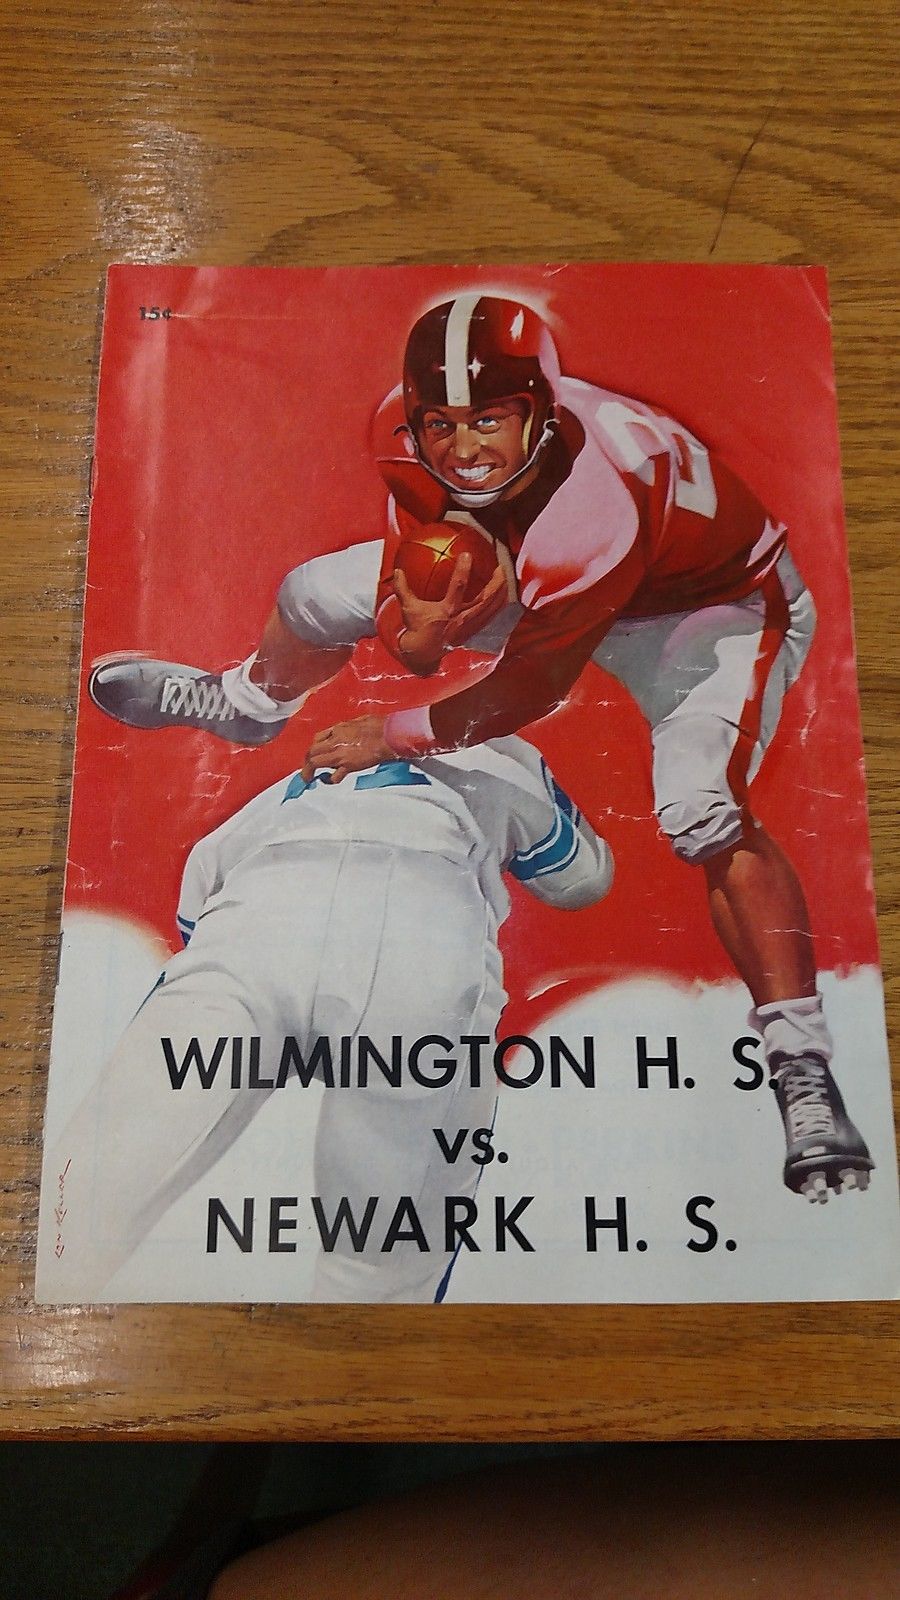 15¢
WILMINGTON H. S.
vs.
NEWARK H. S.